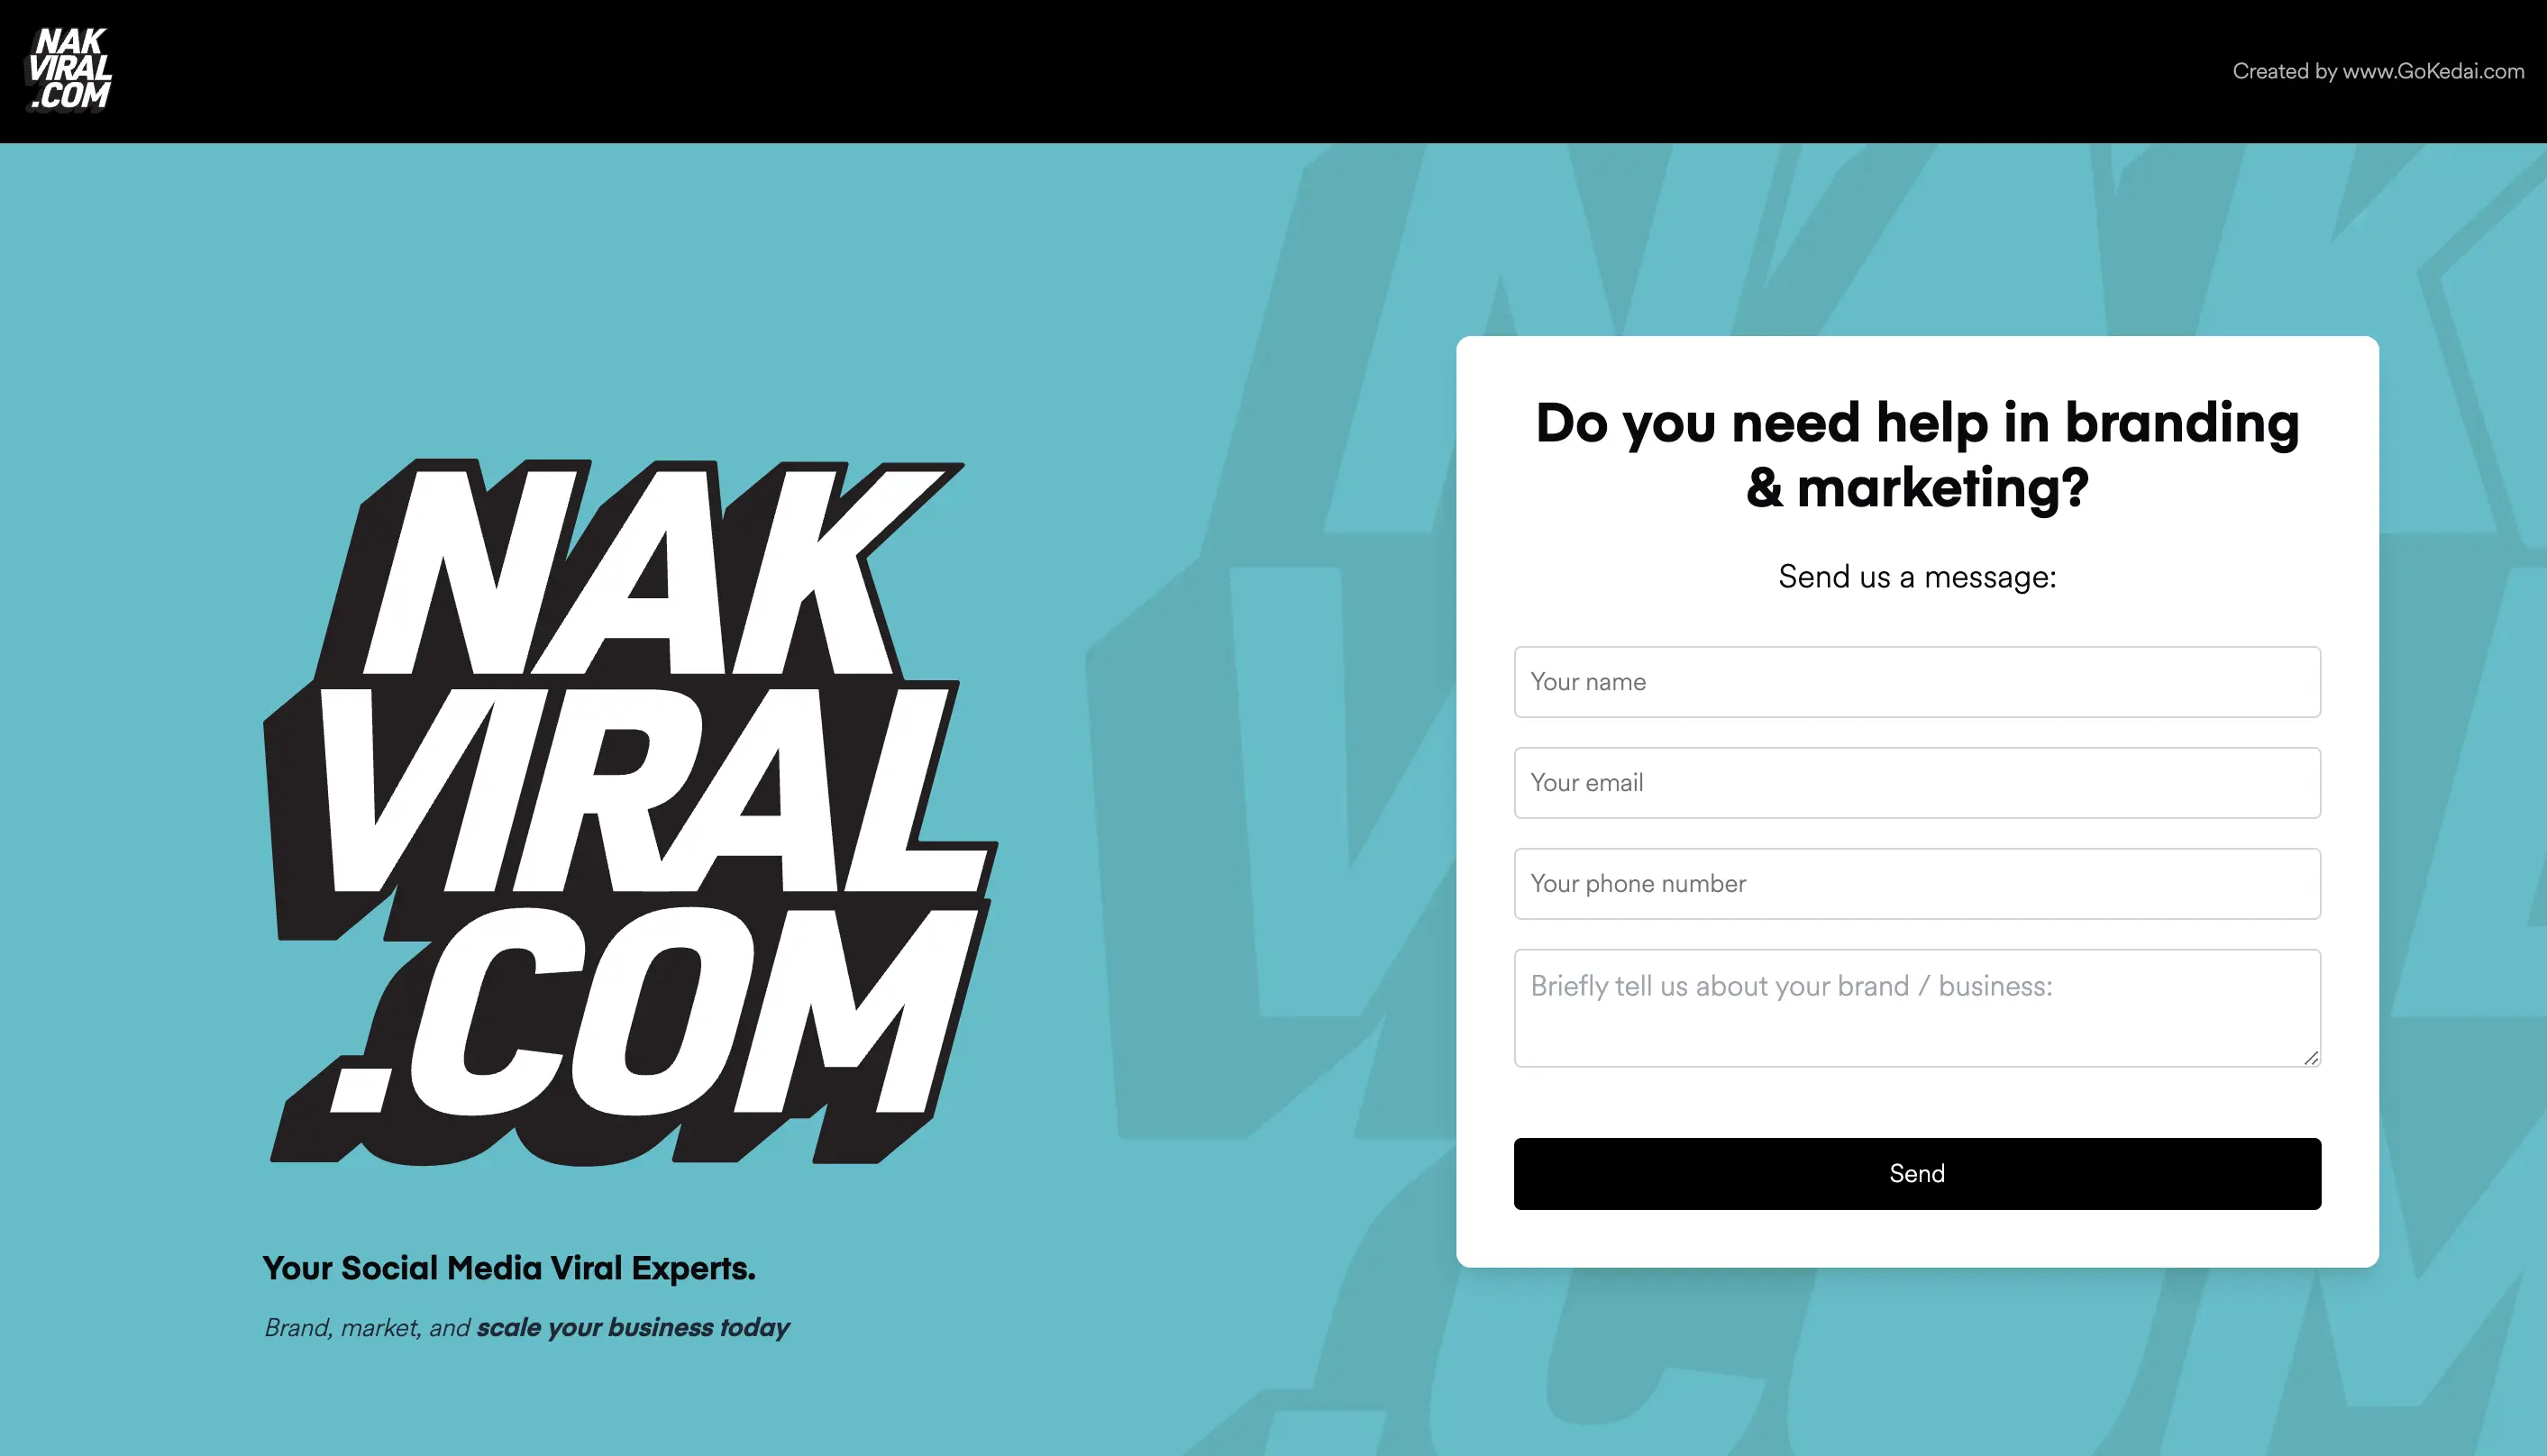 NAK
VIRAL
.COM
Created by www.GoKedai.com
NAK
VIRAL
.COM
Your Social Media Viral Experts.
Brand, market, and scale your business today
Do you need help in branding
& marketing?
Send us a message:
Your name
Your email
Your phone number
Briefly tell us about your brand / business:
Send